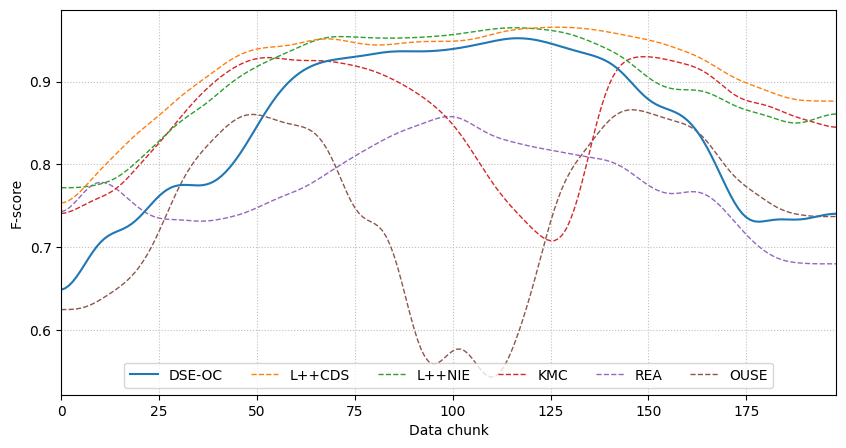 F-score
0.9
0.8
0.7
0.6
DSE-OC L++CDS L++NIE KMC REA OUSE
0 25 50 75 100 125 150 175
Data chunk